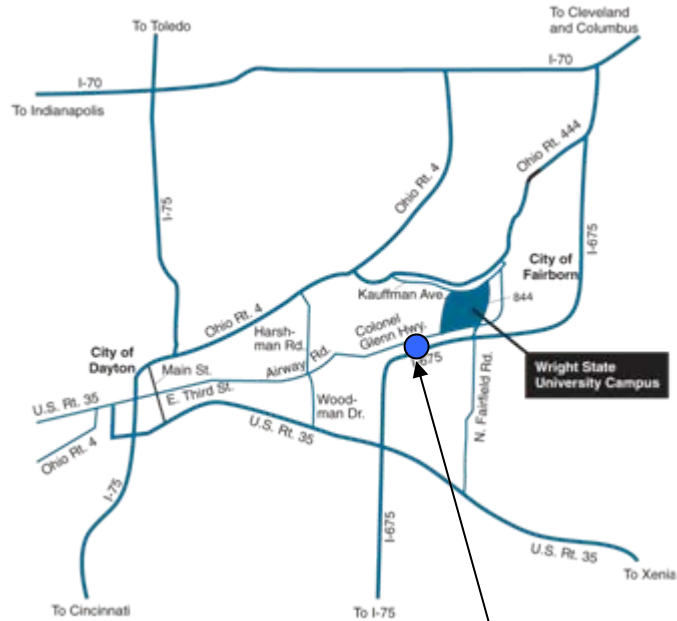 To Toledo
To Cleveland
and Columbus
I-70
I-70
To Indianapolis
Ohio Rt. 444
Ohio Rt. 4
I-75
I-675
City of
Fairborn
Kauffman Ave.
844
Ohio Rt. 4
Harsh-
man Rd.
Colonel
Glenn Hwy.
City of
Dayton
Main St.
Airway Rd.
I-675
Wright State
University Campus
E. Third St.
U.S. Rt. 35
Wood-
man Dr.
N. Fairfield Rd.
U.S. Rt. 35
Ohio Rt. 4
I-75
I-675
U.S. Rt. 35
To Xenia
To Cincinnati
To I-75